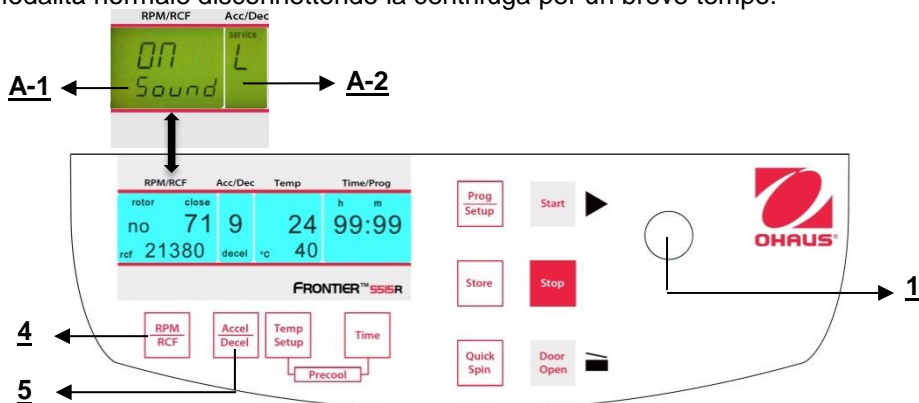 modalità normale disconnettendo la centrifuga per un breve tempo.
RPM/RCF Acc/Dec
service
ON L
Sound
A-1 A-2
RPM/RCF Acc/Dec Temp Time/Prog
rotor close h m
no 71 9 24 99:99
rcf 21380 decel °C 40
FRONTIER™ 5515R
Prog
Setup
Start
OHAUS®
Store
Stop
1
4
RPM
RCF
Accel
Decel
Temp
Setup
Time
Precool
5
Quick
Spin
Door
Open